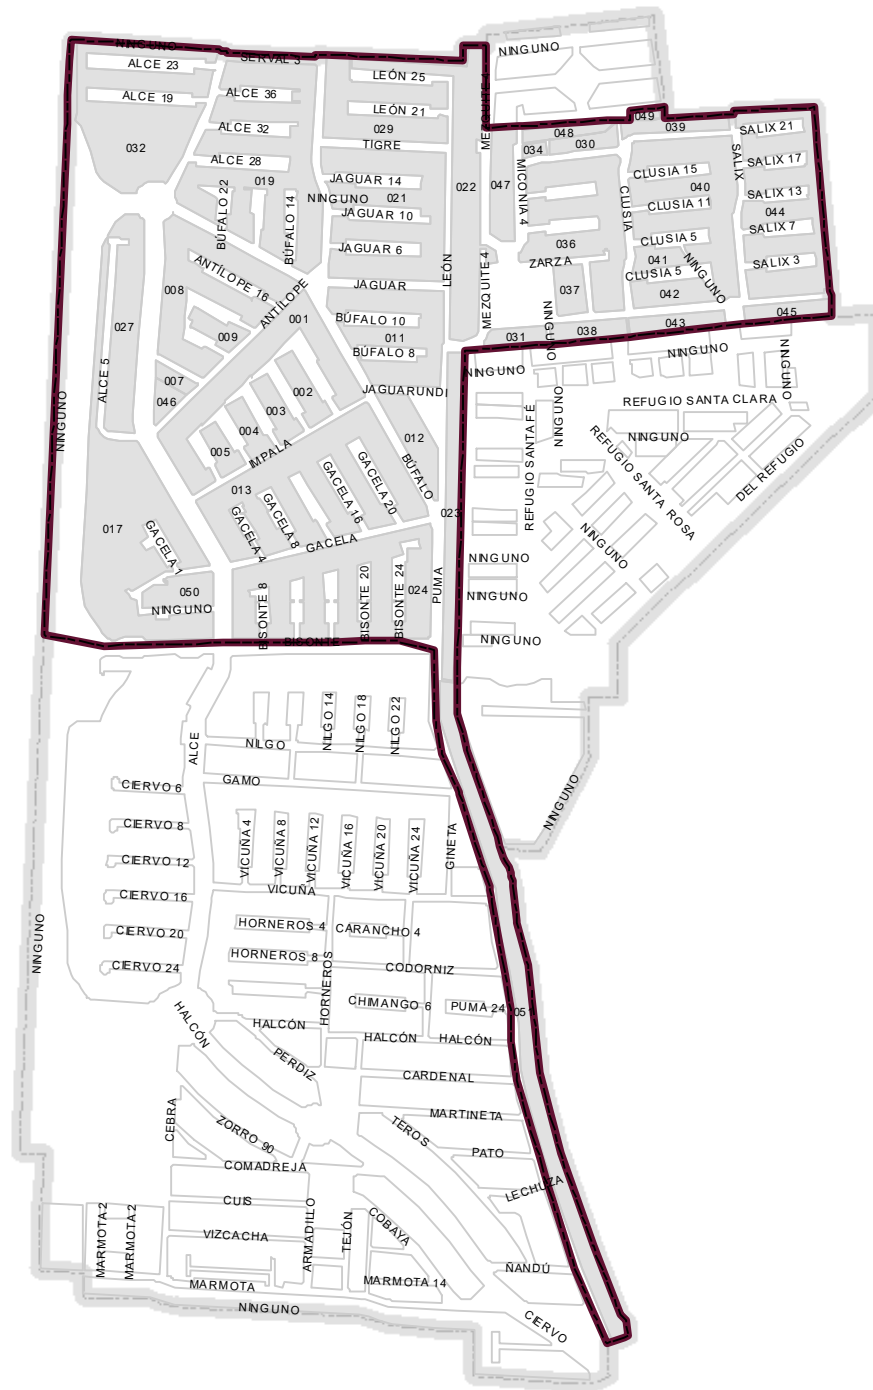 NINGUNO
NINGUNO
SERVAL 3
ALCE 23
LEÓN 25
MEZQUITE 4
ALCE 19
ALCE 36
LEÓN 21
049
ALCE 32
029
048
039
SALIX 21
032
TIGRE
034
030
ALCE 28
SALIX 17
SALIX
CLUSIA 15
019
JAGUAR 14
022
047
MICONIA 4
040
BÚFALO 22
BÚFALO 14
NINGUNO
021
CLUSIA
CLUSIA 11
SALIX 13
JAGUAR 10
044
SALIX 7
JAGUAR 6
036
CLUSIA 5
ZARZA
041
NINGUNO
SALIX 3
ANTÍLOPE 16
LEÓN
CLUSIA 5
008
ANTÍLOPE
JAGUAR
MEZQUITE 4
037
042
001
BÚFALO 10
NINGUNO
045
027
009
011
031
038
043
BÚFALO 8
NINGUNO
NINGUNO
NINGUNO
ALCE 5
007
JAGUARUNDI
046
002
003
REFUGIO SANTA CLARA
NINGUNO
NINGUNO
004
012
REFUGIO SANTA FÉ
NINGUNO
005
IMPALA
BÚFALO
REFUGIO SANTA ROSA
DEL REFUGIO
013
GACELA 20
GACELA 16
GACELA 8
GACELA 4
023
017
GACELA 1
GACELA
NINGUNO
NINGUNO
050
BISONTE 8
BISONTE 20
BISONTE 24
024
PUMA
NINGUNO
NINGUNO
BISONTE
NINGUNO
NILGO 14
NILGO 18
NILGO 22
ALCE
NILGO
GAMO
CIERVO 6
NINGUNO
CIERVO 8
VICUÑA 4
VICUÑA 8
VICUÑA 12
VICUÑA 16
VICUÑA 20
VICUÑA 24
GINETA
CIERVO 12
VICUÑA
CIERVO 16
HORNEROS 4
CARANCHO 4
CIERVO 20
NINGUNO
HORNEROS 8
CIERVO 24
CODORNIZ
HORNEROS
CHIMANGO 6
PUMA 24
051
HALCÓN
HALCÓN
HALCÓN
HALCÓN
PERDIZ
CARDENAL
CEBRA
ZORRO 90
TEROS
MARTINETA
PATO
COMADREJA
LECHUZA
CUIS
ARMADILLO
TEJÓN
COBAYA
MARMOTA 2
MARMOTA 2
VIZCACHA
ÑANDÚ
MARMOTA
MARMOTA 14
NINGUNO
CIERVO